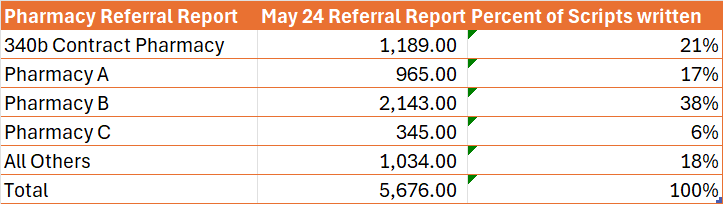 Pharmacy Referral Report May 24 Referral Report Percent of Scripts written
340b Contract Pharmacy 1,189.00 21%
Pharmacy A 965.00 17%
Pharmacy B 2,143.00 38%
Pharmacy C 345.00 6%
All Others 1,034.00 18%
Total 5,676.00 100%